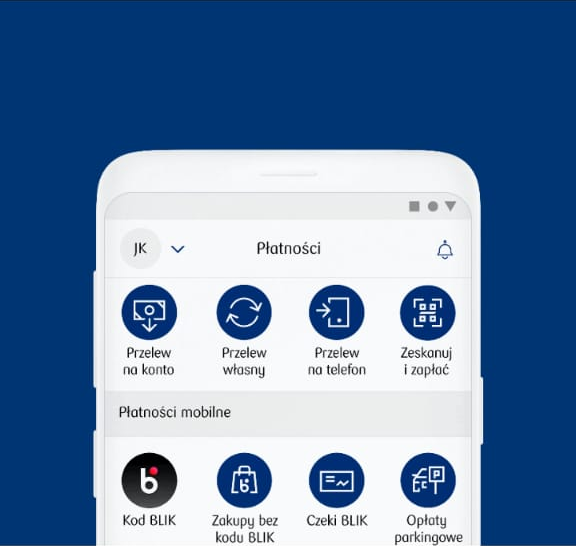 JK
Płatności
Przelew
na konto
Przelew
własny
Przelew
na telefon
Zeskanuj
i zapłać
Płatności mobilne
Kod BLIK
Zakupy bez
kodu BLIK
Czeki BLIK
Opłaty
parkingowe